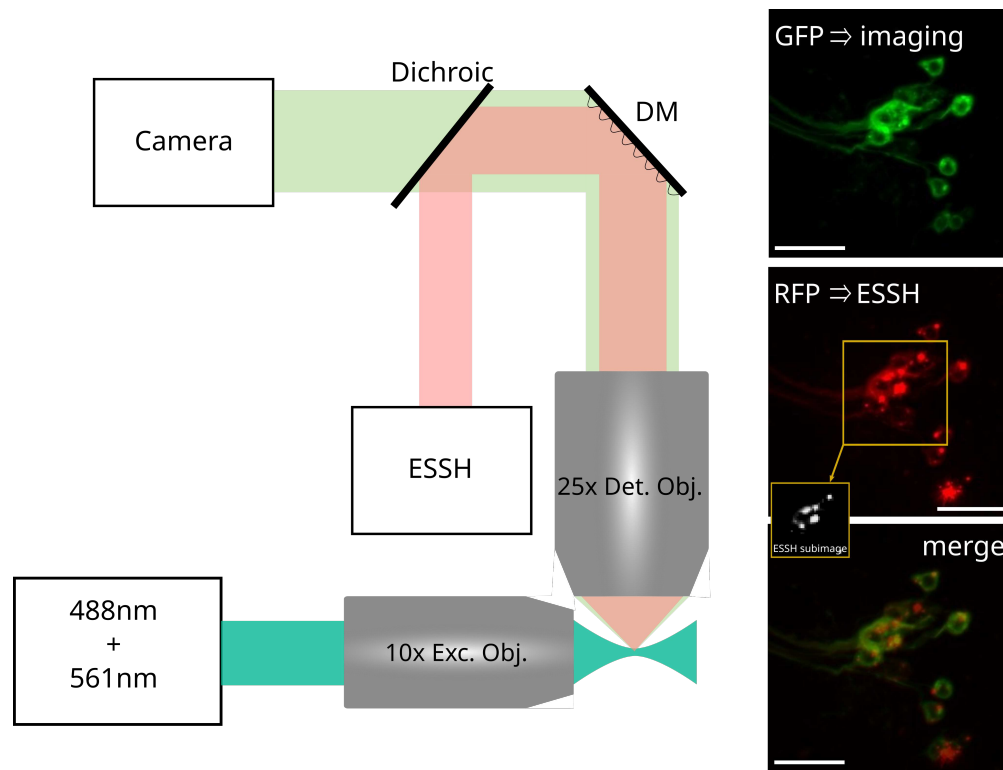 Dichroic
DM
Camera
ESSH
25x Det. Obj.
488nm
+
561nm
10x Exc. Obj.
GFP ⇒ imaging
RFP ⇒ ESSH
ESSH subimage
merge